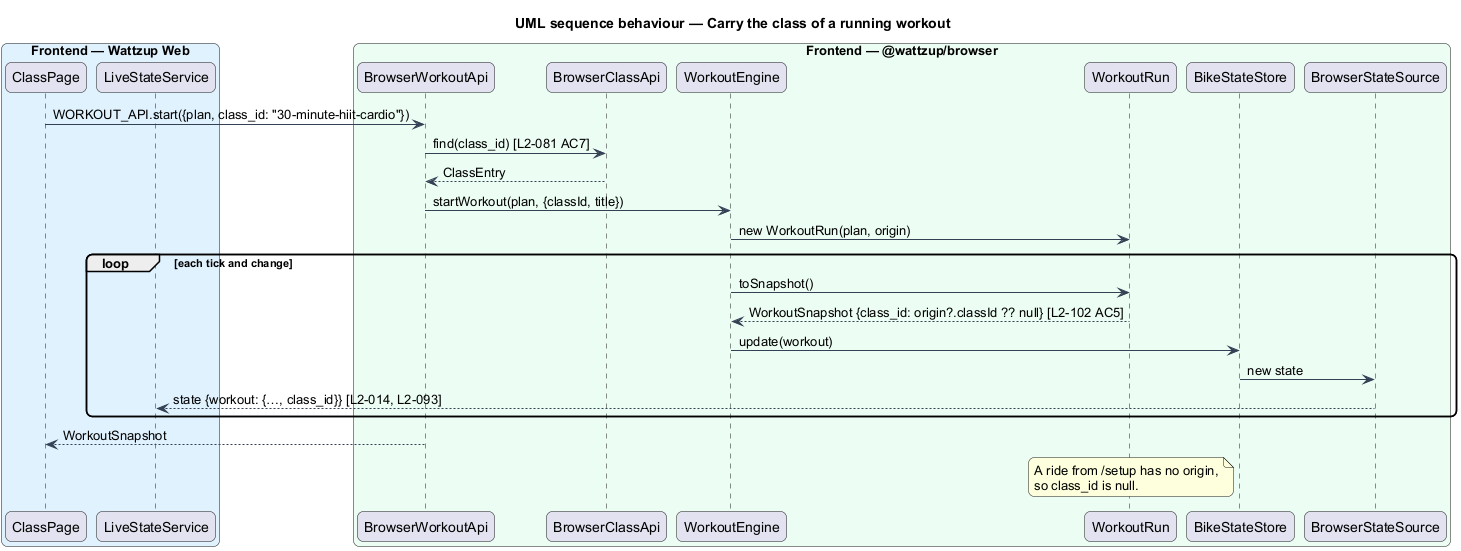 UML sequence behaviour — Carry the class of a running workout
Frontend — Wattzup Web
Frontend — @wattzup/browser
ClassPage
LiveStateService
BrowserWorkoutApi
BrowserClassApi
WorkoutEngine
WorkoutRun
BikeStateStore
BrowserStateSource
WORKOUT_API.start({plan, class_id: "30-minute-hiit-cardio"})
find(class_id) [L2-081 AC7]
ClassEntry
startWorkout(plan, {classId, title})
new WorkoutRun(plan, origin)
loop
[each tick and change]
toSnapshot()
WorkoutSnapshot {class_id: origin?.classId ?? null} [L2-102 AC5]
update(workout)
new state
state {workout: {…, class_id}} [L2-014, L2-093]
WorkoutSnapshot
A ride from /setup has no origin,
so class_id is null.
ClassPage
LiveStateService
BrowserWorkoutApi
BrowserClassApi
WorkoutEngine
WorkoutRun
BikeStateStore
BrowserStateSource